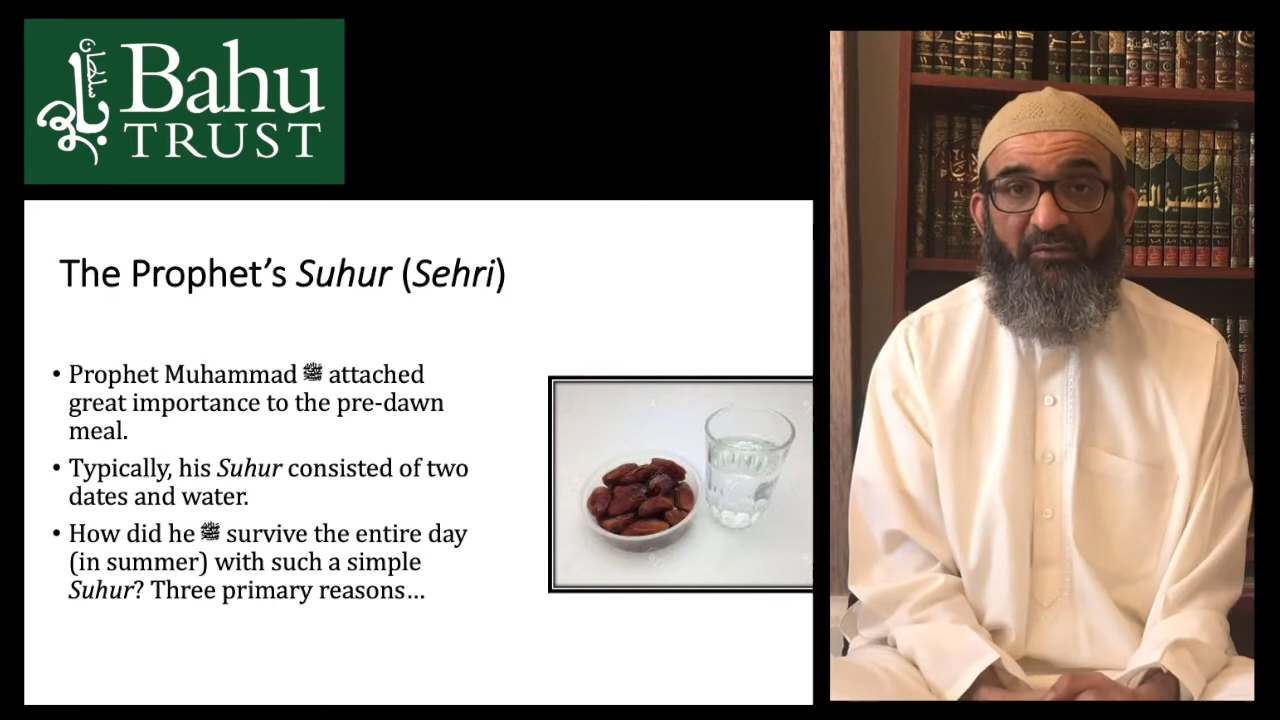 سلطان باہو
Bahu
TRUST
The Prophet’s Suhur (Sehri)
• Prophet Muhammad ﷺ attached
great importance to the pre-dawn
meal.
• Typically, his Suhur consisted of two
dates and water.
• How did he ﷺ survive the entire day
(in summer) with such a simple
Suhur? Three primary reasons…